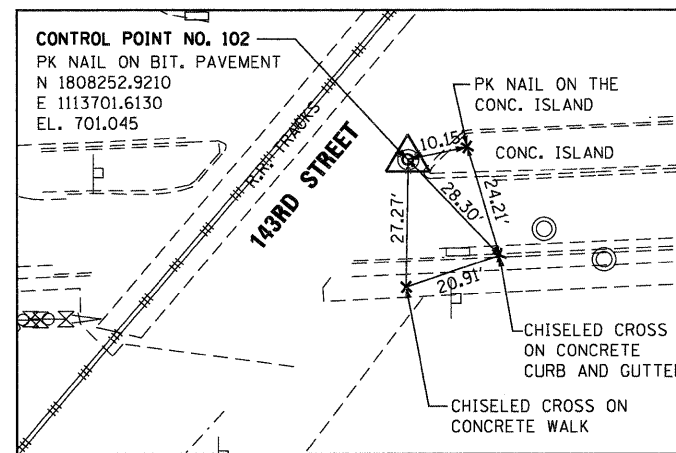 CONTROL POINT NO. 102
PK NAIL ON BIT. PAVEMENT
N 1808252.9210
E 1113701.6130
EL. 701.045
PK NAIL ON THE
CONC. ISLAND
10.15'
CONC. ISLAND
R.R. TRACKS
143RD STREET
27.27'
28.30'
24.21'
20.91'
CHISELED CROSS
ON CONCRETE
CURB AND GUTTER
CHISELED CROSS ON
CONCRETE WALK